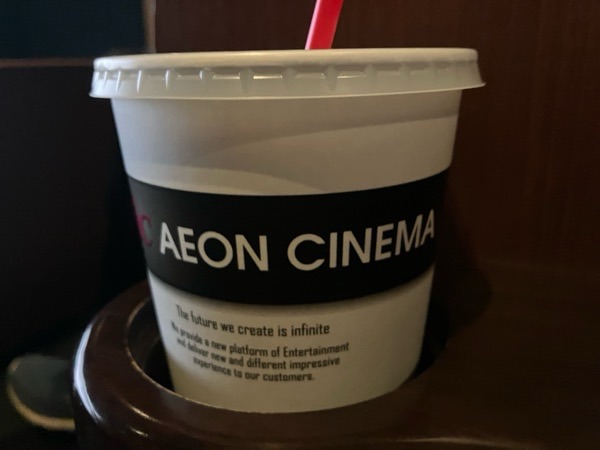 AEON CINEMA
The future we create is infinite
We provide a new platform of Entertainment
and deliver new and different impressive
experience to our customers.